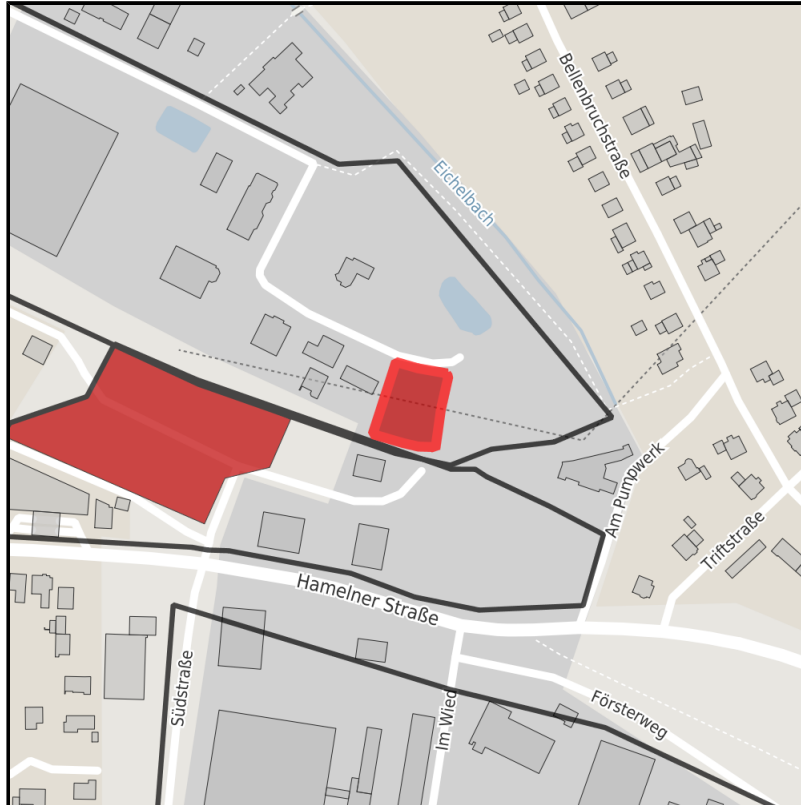 Bellenbruchstraße
Eichelbach
Am Pumpwerk
Triftstraße
Hamelner Straße
Südstraße
Im Wied
Försterweg